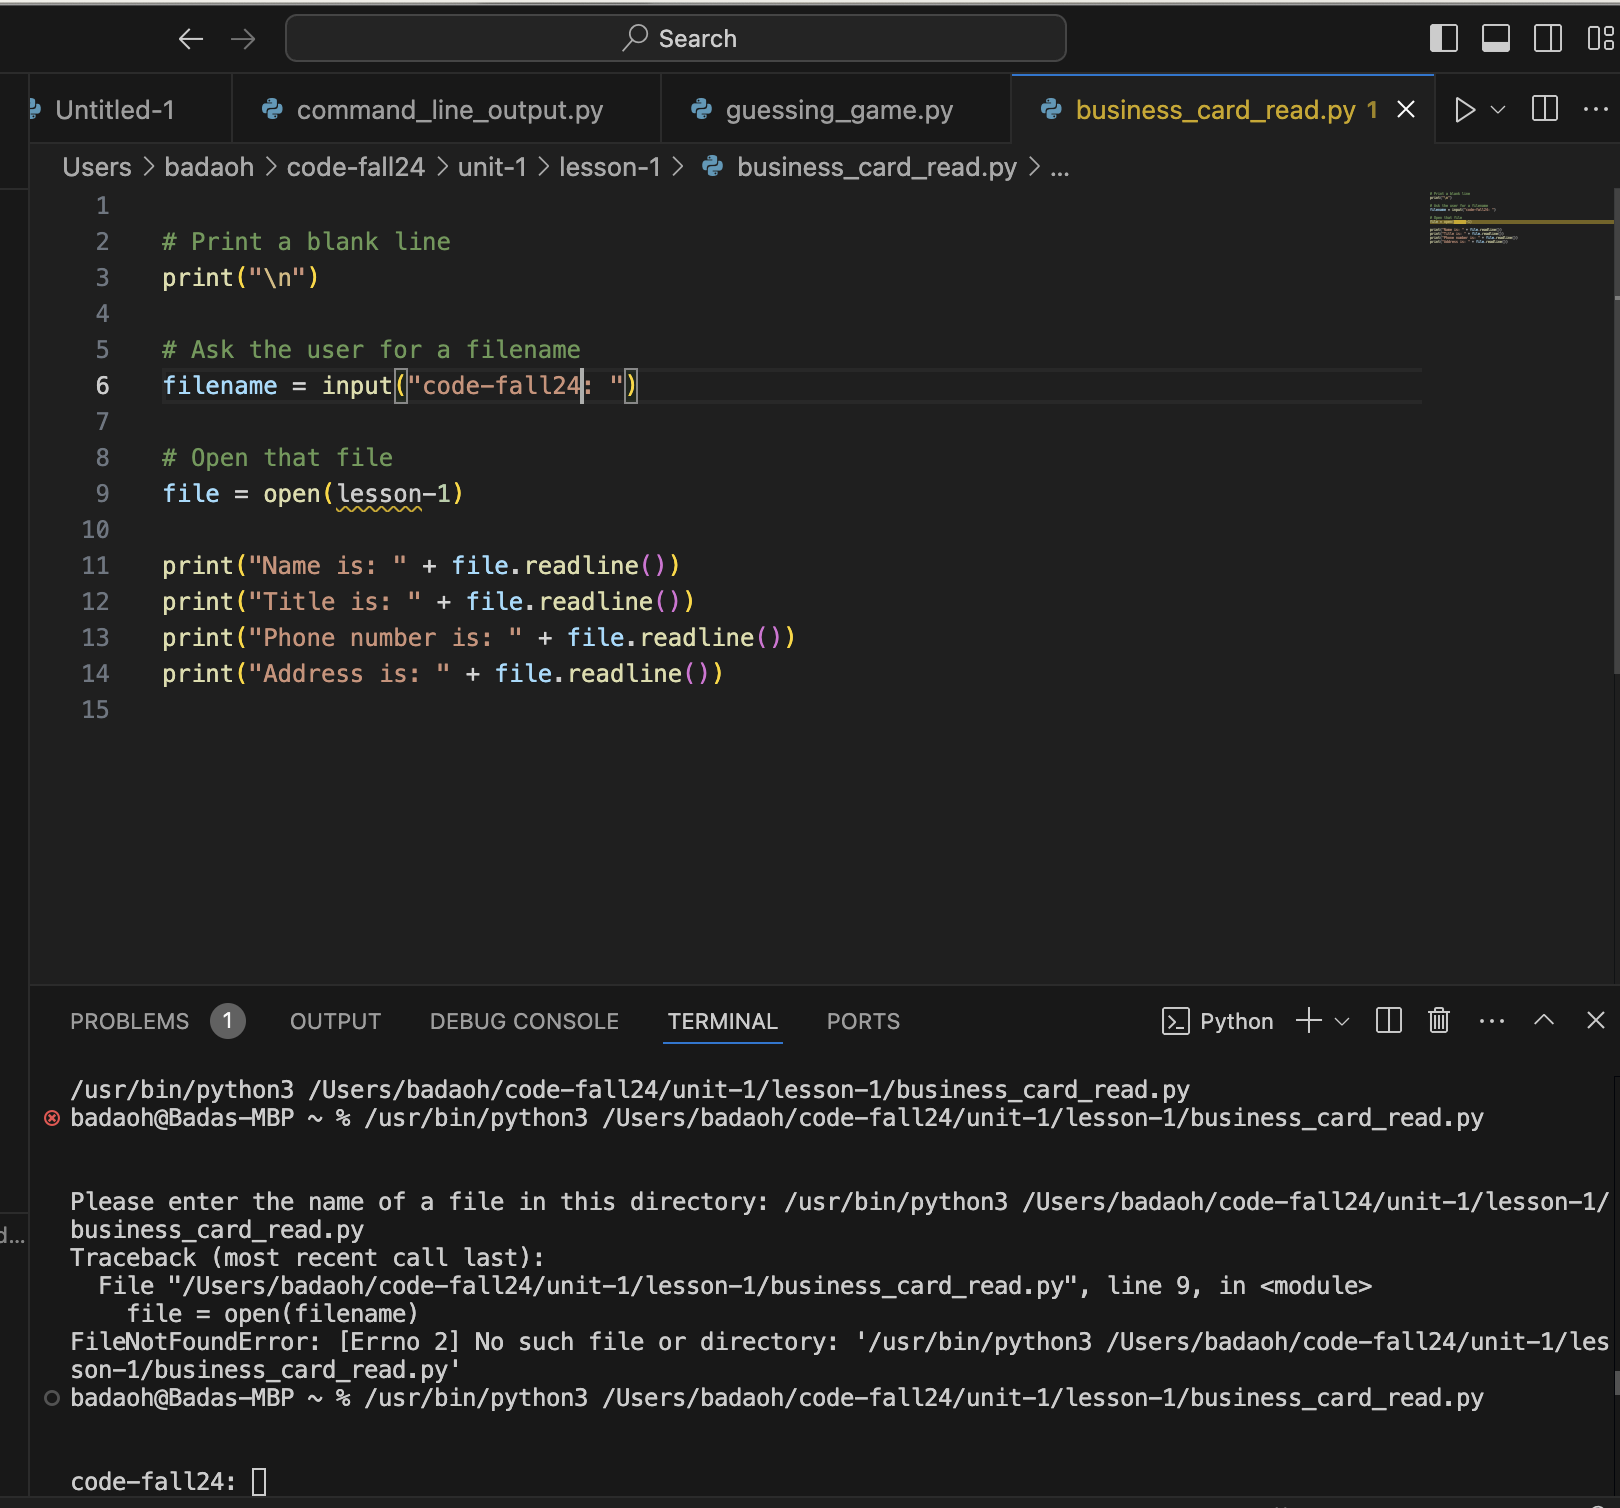 Search
Untitled-1
command_line_output.py
guessing_game.py
business_card_read.py 1
Users > badaoh > code-fall24 > unit-1 > lesson-1 > business_card_read.py > ...
1
2 # Print a blank line
3 print("\n")
4
5 # Ask the user for a filename
6 filename = input("code-fall24: ")
7
8 # Open that file
9 file = open(lesson-1)
10
11 print("Name is: " + file.readline())
12 print("Title is: " + file.readline())
13 print("Phone number is: " + file.readline())
14 print("Address is: " + file.readline())
15
d...
PROBLEMS 1 OUTPUT DEBUG CONSOLE TERMINAL PORTS
Python
/usr/bin/python3 /Users/badaoh/code-fall24/unit-1/lesson-1/business_card_read.py
badaoh@Badas-MBP ~ % /usr/bin/python3 /Users/badaoh/code-fall24/unit-1/lesson-1/business_card_read.py
Please enter the name of a file in this directory: /usr/bin/python3 /Users/badaoh/code-fall24/unit-1/lesson-1/
business_card_read.py
Traceback (most recent call last):
File "/Users/badaoh/code-fall24/unit-1/lesson-1/business_card_read.py", line 9, in <module>
file = open(filename)
FileNotFoundError: [Errno 2] No such file or directory: '/usr/bin/python3 /Users/badaoh/code-fall24/unit-1/les
son-1/business_card_read.py'
badaoh@Badas-MBP ~ % /usr/bin/python3 /Users/badaoh/code-fall24/unit-1/lesson-1/business_card_read.py
code-fall24: